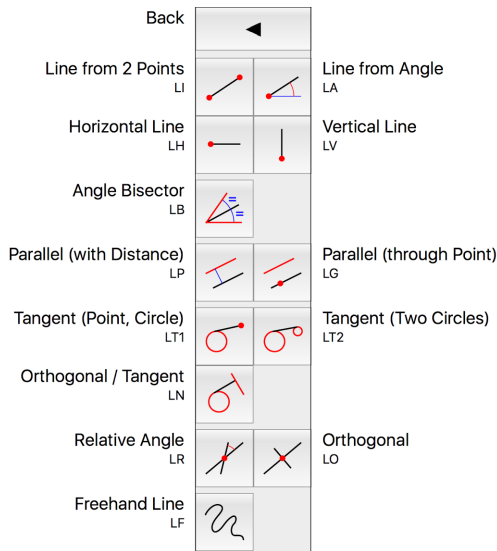 Back
Line from 2 Points
LI
Line from Angle
LA
Horizontal Line
LH
Vertical Line
LV
Angle Bisector
LB
Parallel (with Distance)
LP
Parallel (through Point)
LG
Tangent (Point, Circle)
LT1
Tangent (Two Circles)
LT2
Orthogonal / Tangent
LN
Relative Angle
LR
Orthogonal
LO
Freehand Line
LF